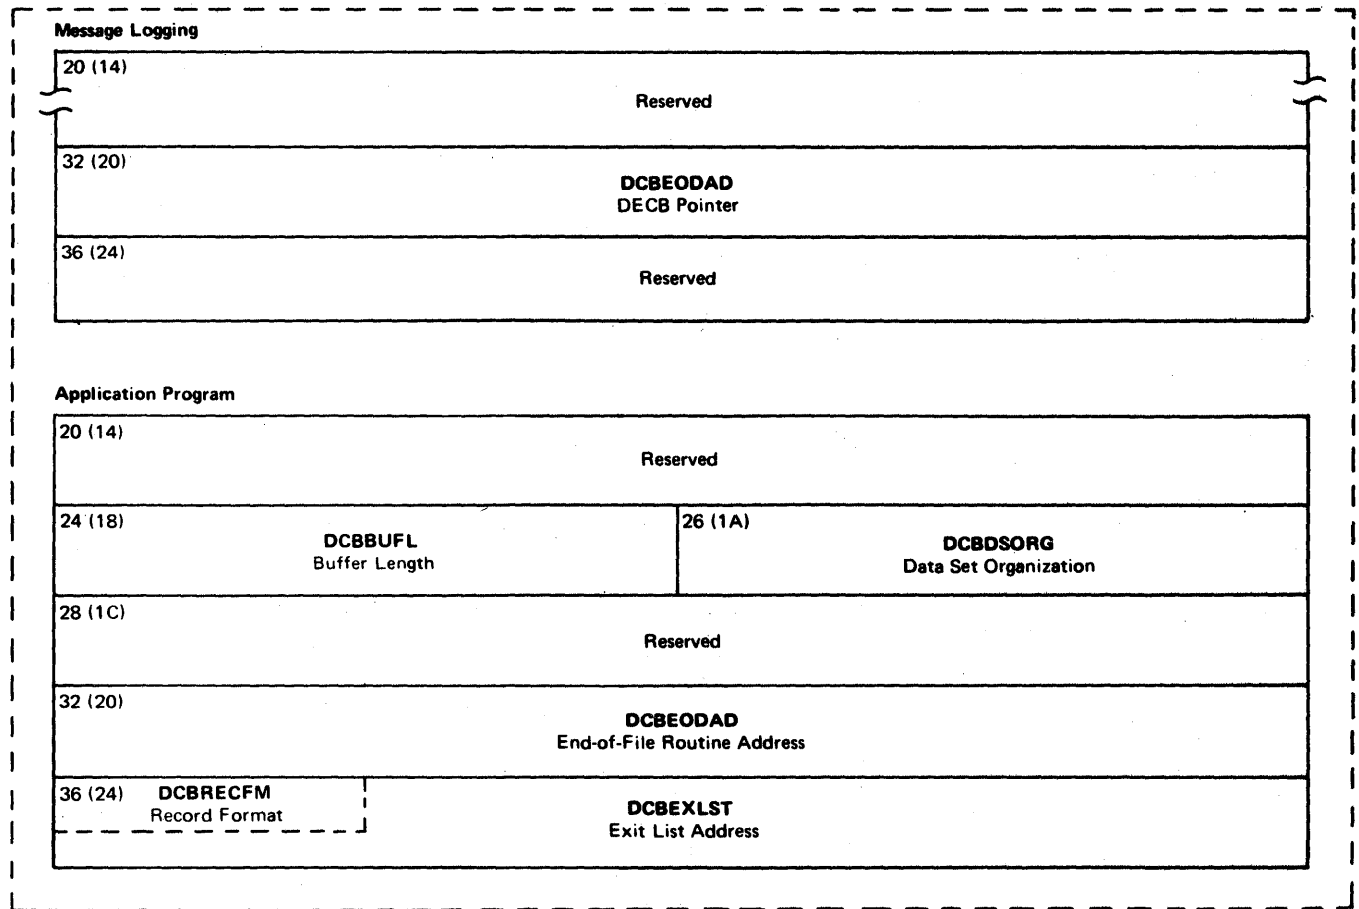 Message Logging
20 (14)
Reserved
32 (20)
DCBEODAD
DECB Pointer
36 (24)
Reserved
Application Program
20 (14)
Reserved
24 (18)
DCBBUFL
Buffer Length
26 (1A)
DCBDSORG
Data Set Organization
28 (1C)
Reserved
32 (20)
DCBEODAD
End-of-File Routine Address
36 (24)
DCBRECFM
Record Format
DCBEXLST
Exit List Address